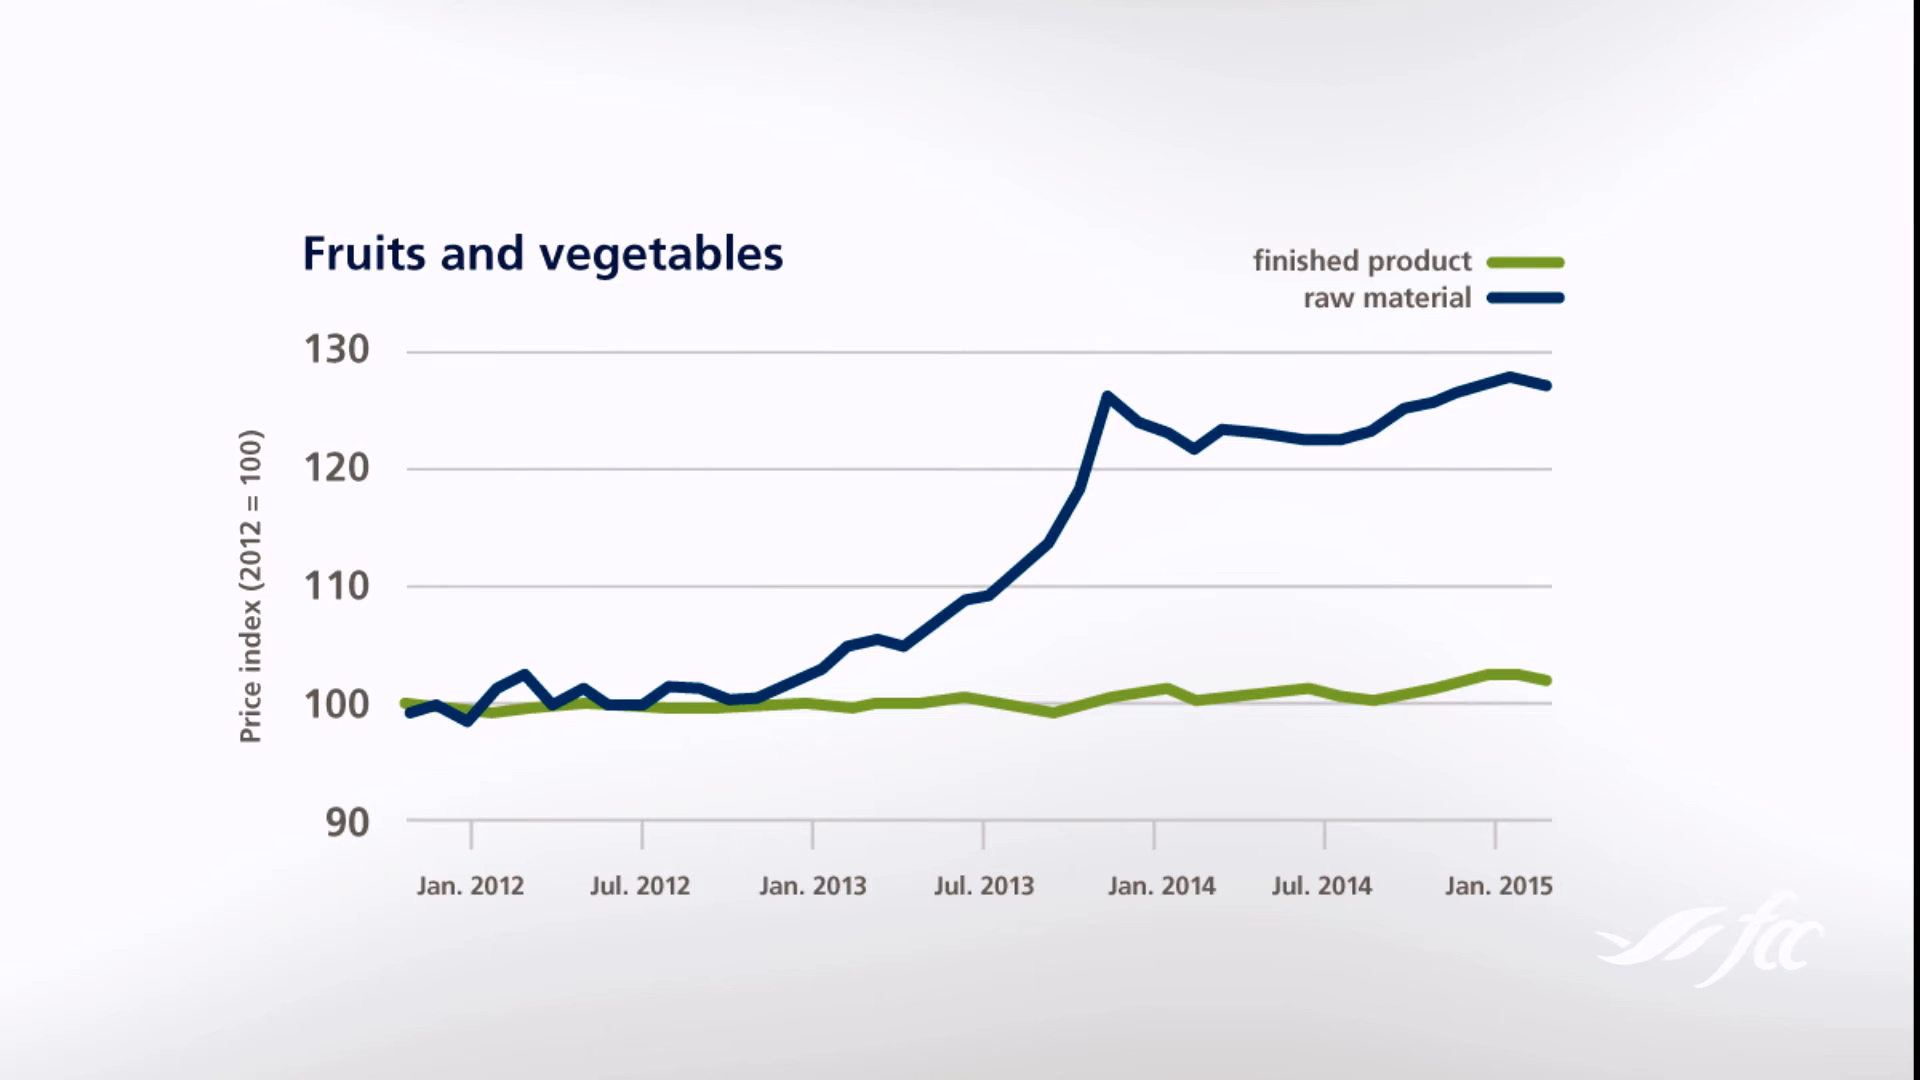 Fruits and vegetables
finished product
raw material
130
120
110
100
90
Price index (2012 = 100)
Jan. 2012
Jul. 2012
Jan. 2013
Jul. 2013
Jan. 2014
Jul. 2014
Jan. 2015
fcc